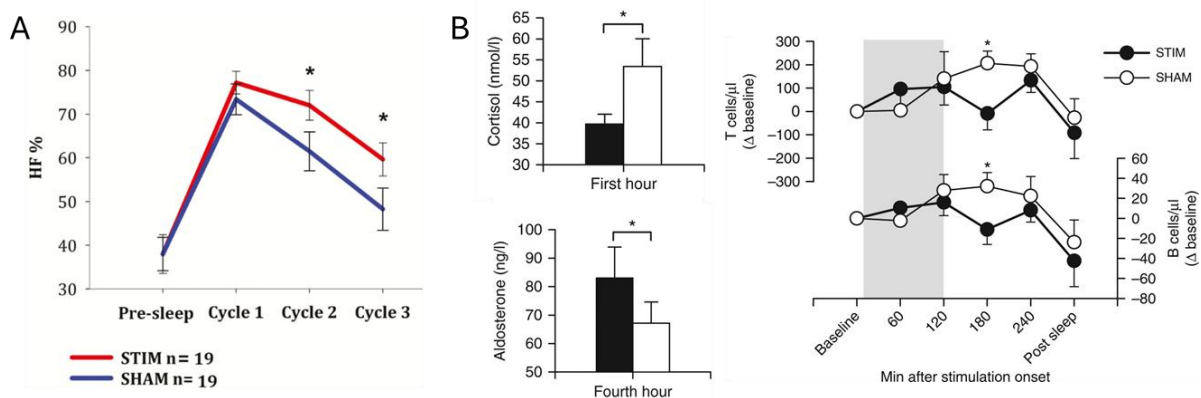 A
90
80
70
60
50
40
30
HF %
*
*
Pre-sleep Cycle 1 Cycle 2 Cycle 3
STIM n= 19
SHAM n= 19
B
Cortisol (nmol/l)
65
60
55
50
45
40
35
30
*
First hour
Aldosterone (ng/l)
100
90
80
70
60
50
*
Fourth hour
T cells/µl
(Δ baseline)
300
200
100
0
−100
−200
−300
*
STIM
SHAM
*
60
40
20
0
−20
−40
−60
−80
B cells/µl
(Δ baseline)
Baseline 60 120 180 240 Post sleep
Min after stimulation onset